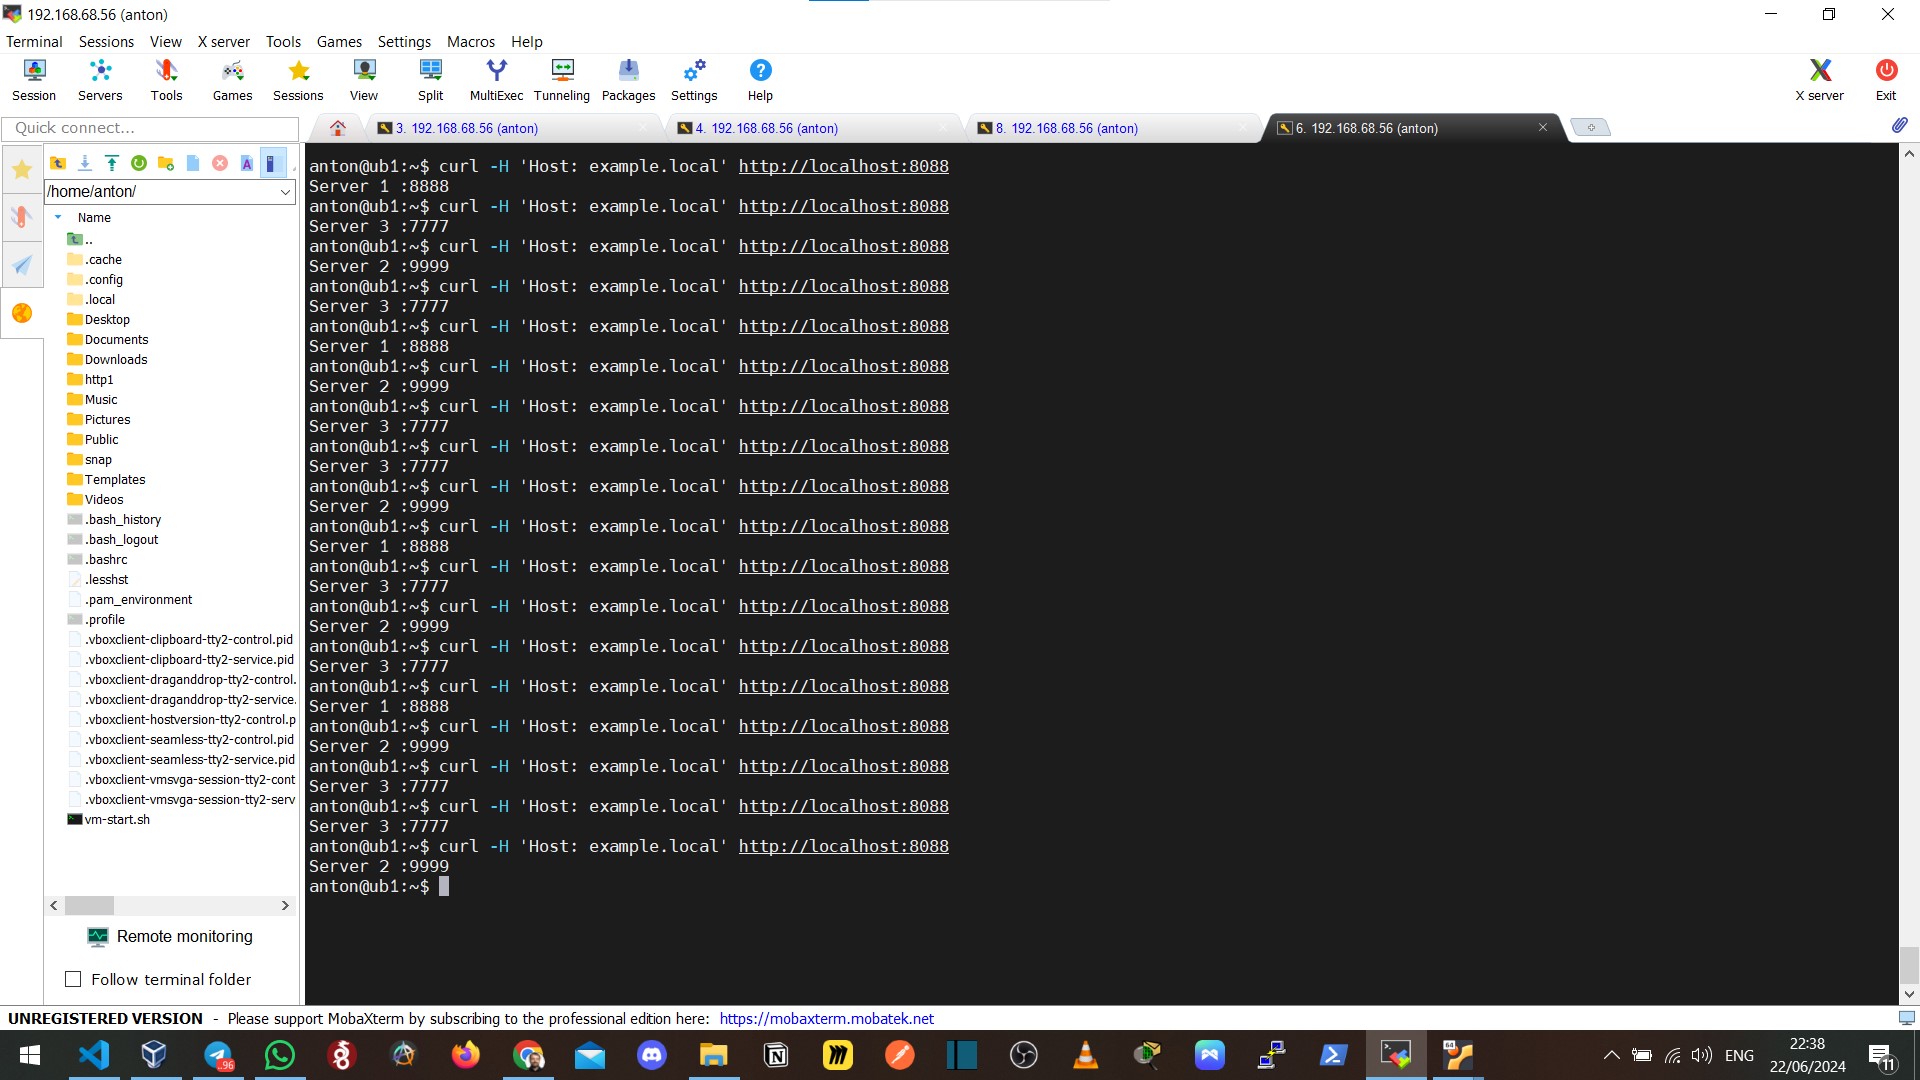 192.168.68.56 (anton)
Terminal Sessions View X server Tools Games Settings Macros Help
Session Servers Tools Games Sessions View Split MultiExec Tunneling Packages Settings Help X server Exit
Quick connect...
3. 192.168.68.56 (anton)
4. 192.168.68.56 (anton)
8. 192.168.68.56 (anton)
6. 192.168.68.56 (anton)
/home/anton/
Name
..
.cache
.config
.local
Desktop
Documents
Downloads
http1
Music
Pictures
Public
snap
Templates
Videos
.bash_history
.bash_logout
.bashrc
.lesshst
.pam_environment
.profile
.vboxclient-clipboard-tty2-control.pid
.vboxclient-clipboard-tty2-service.pid
.vboxclient-draganddrop-tty2-control.
.vboxclient-draganddrop-tty2-service.
.vboxclient-hostversion-tty2-control.p
.vboxclient-seamless-tty2-control.pid
.vboxclient-seamless-tty2-service.pid
.vboxclient-vmsvga-session-tty2-cont
.vboxclient-vmsvga-session-tty2-serv
vm-start.sh
Remote monitoring
Follow terminal folder
anton@ub1:~$ curl -H 'Host: example.local' http://localhost:8088
Server 1 :8888
anton@ub1:~$ curl -H 'Host: example.local' http://localhost:8088
Server 3 :7777
anton@ub1:~$ curl -H 'Host: example.local' http://localhost:8088
Server 2 :9999
anton@ub1:~$ curl -H 'Host: example.local' http://localhost:8088
Server 3 :7777
anton@ub1:~$ curl -H 'Host: example.local' http://localhost:8088
Server 1 :8888
anton@ub1:~$ curl -H 'Host: example.local' http://localhost:8088
Server 2 :9999
anton@ub1:~$ curl -H 'Host: example.local' http://localhost:8088
Server 3 :7777
anton@ub1:~$ curl -H 'Host: example.local' http://localhost:8088
Server 3 :7777
anton@ub1:~$ curl -H 'Host: example.local' http://localhost:8088
Server 2 :9999
anton@ub1:~$ curl -H 'Host: example.local' http://localhost:8088
Server 1 :8888
anton@ub1:~$ curl -H 'Host: example.local' http://localhost:8088
Server 3 :7777
anton@ub1:~$ curl -H 'Host: example.local' http://localhost:8088
Server 2 :9999
anton@ub1:~$ curl -H 'Host: example.local' http://localhost:8088
Server 3 :7777
anton@ub1:~$ curl -H 'Host: example.local' http://localhost:8088
Server 1 :8888
anton@ub1:~$ curl -H 'Host: example.local' http://localhost:8088
Server 2 :9999
anton@ub1:~$ curl -H 'Host: example.local' http://localhost:8088
Server 3 :7777
anton@ub1:~$ curl -H 'Host: example.local' http://localhost:8088
Server 3 :7777
anton@ub1:~$ curl -H 'Host: example.local' http://localhost:8088
Server 2 :9999
anton@ub1:~$
UNREGISTERED VERSION - Please support MobaXterm by subscribing to the professional edition here: https://mobaxterm.mobatek.net
96
64
ENG
22:38
22/06/2024
11